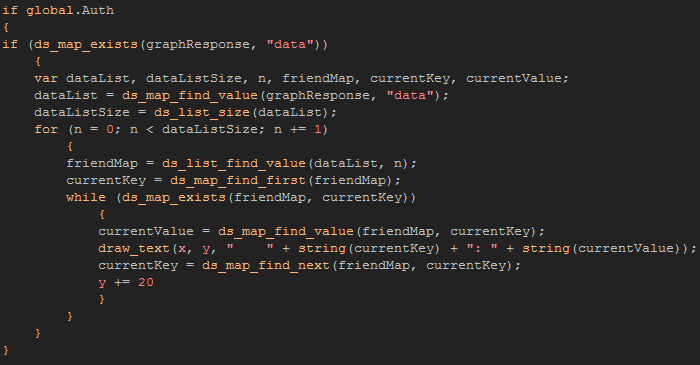 if global.Auth
{
if (ds_map_exists(graphResponse, "data"))
    {
    var dataList, dataListSize, n, friendMap, currentKey, currentValue;
    dataList = ds_map_find_value(graphResponse, "data");
    dataListSize = ds_list_size(dataList);
    for (n = 0; n < dataListSize; n += 1)
        {
        friendMap = ds_list_find_value(dataList, n);
        currentKey = ds_map_find_first(friendMap);
        while (ds_map_exists(friendMap, currentKey))
            {
            currentValue = ds_map_find_value(friendMap, currentKey);
            draw_text(x, y, "    " + string(currentKey) + ": " + string(currentValue));
            currentKey = ds_map_find_next(friendMap, currentKey);
            y += 20
            }
        }
    }
}